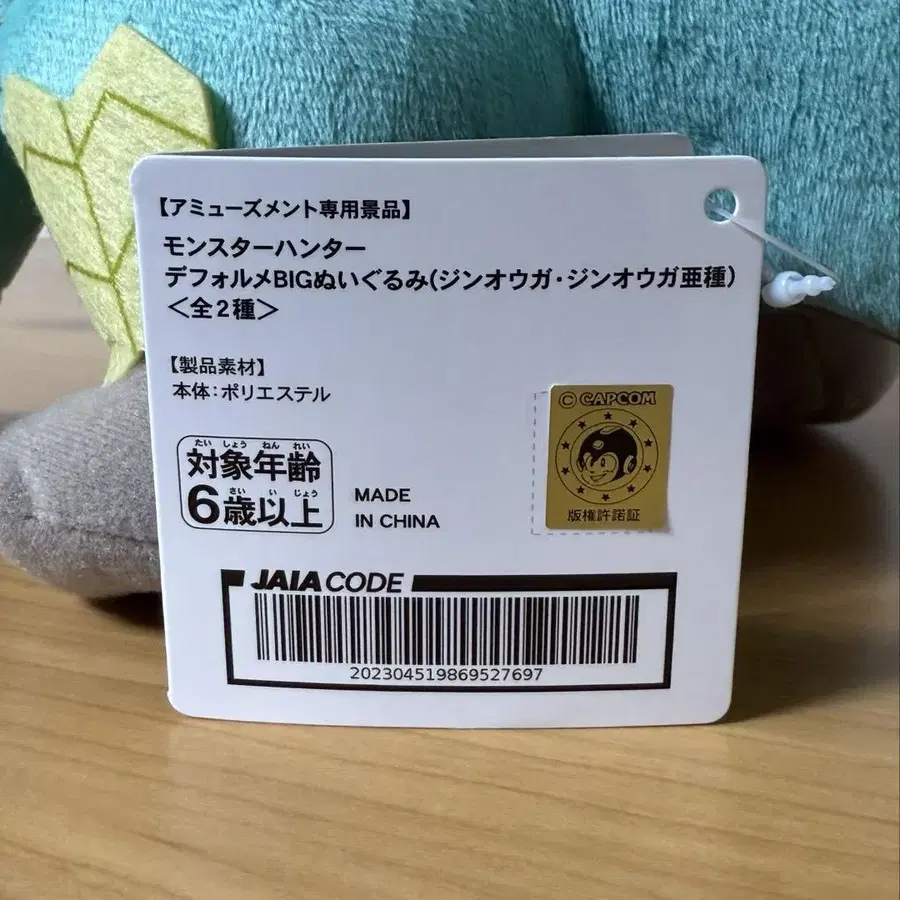 【アミューズメント専用景品】
モンスターハンター
デフォルメBIGぬいぐるみ(ジンオウガ・ジンオウガ亜種)
<全2種>
【製品素材】
本体:ポリエステル
たいしょう ねんれい
対象年齢
さい い じょう
6歳以上
MADE
IN CHINA
© CAPCOM
版権許諾証
JAIA CODE
202304519869527697